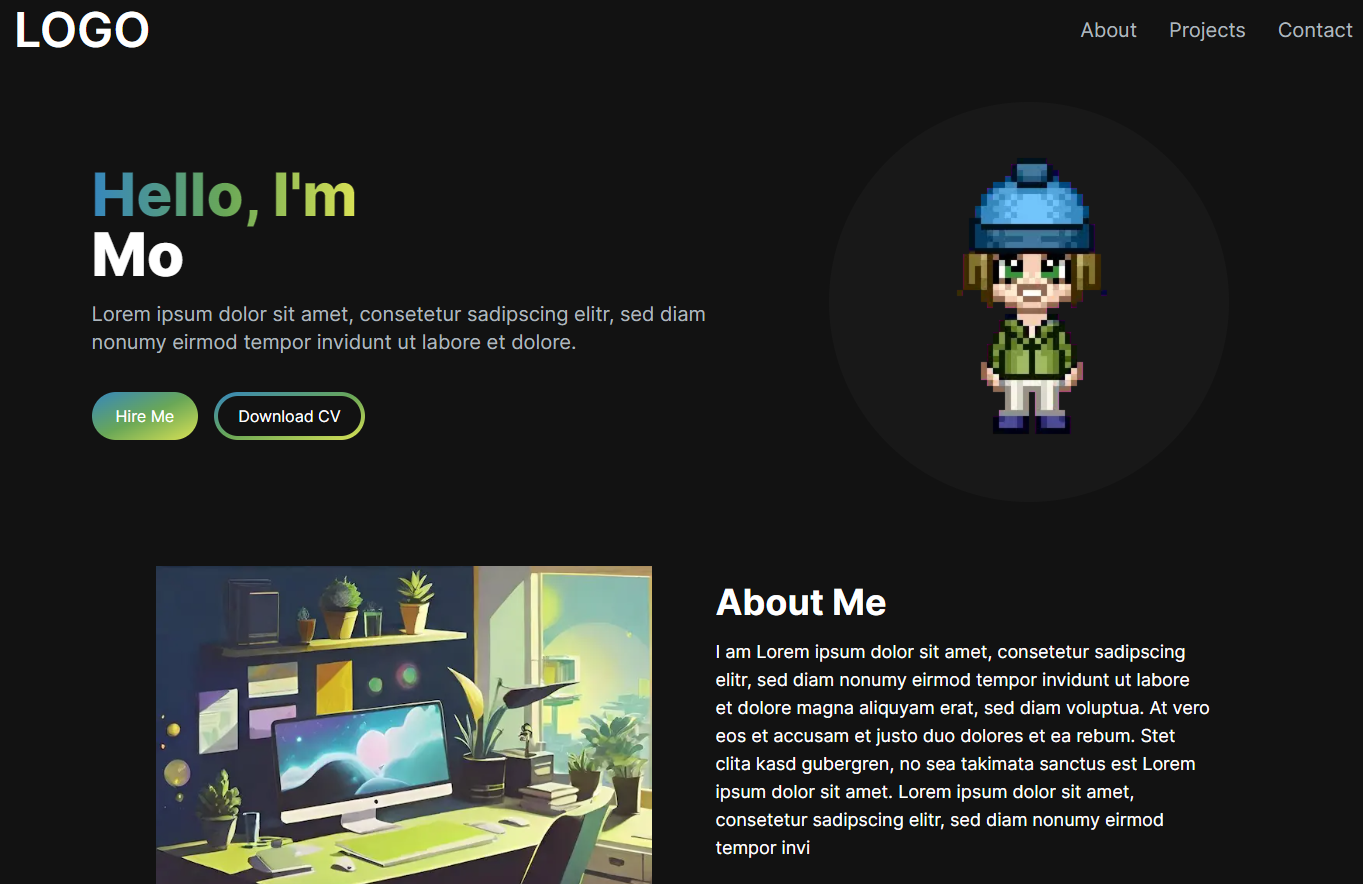 LOGO
About Projects Contact
Hello, I'm
Mo
Lorem ipsum dolor sit amet, consetetur sadipscing elitr, sed diam
nonumy eirmod tempor invidunt ut labore et dolore.
Hire Me Download CV
About Me
I am Lorem ipsum dolor sit amet, consetetur sadipscing
elitr, sed diam nonumy eirmod tempor invidunt ut labore
et dolore magna aliquyam erat, sed diam voluptua. At vero
eos et accusam et justo duo dolores et ea rebum. Stet
clita kasd gubergren, no sea takimata sanctus est Lorem
ipsum dolor sit amet. Lorem ipsum dolor sit amet,
consetetur sadipscing elitr, sed diam nonumy eirmod
tempor invi